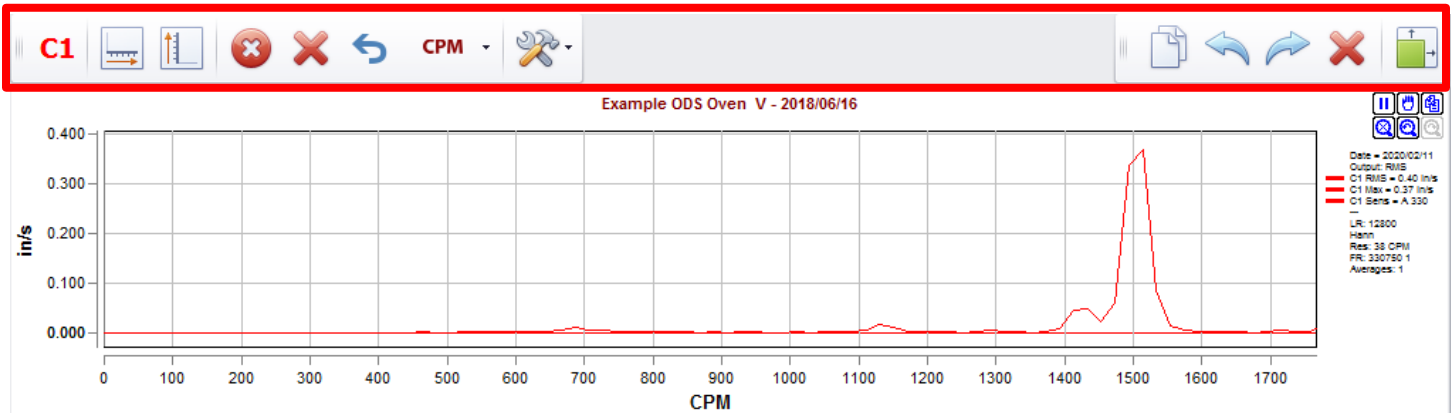 C1
CPM
Example ODS Oven V - 2018/06/16
0.400
0.300
0.200
0.100
0.000
in/s
0 100 200 300 400 500 600 700 800 900 1000 1100 1200 1300 1400 1500 1600 1700
CPM
Date = 2020/02/11
Output: RMS
C1 RMS = 0.40 in/s
C1 Max = 0.37 in/s
C1 Sens = A 330
---
LR: 12800
Hann
Res: 38 CPM
FR: 330750 1
Averages: 1